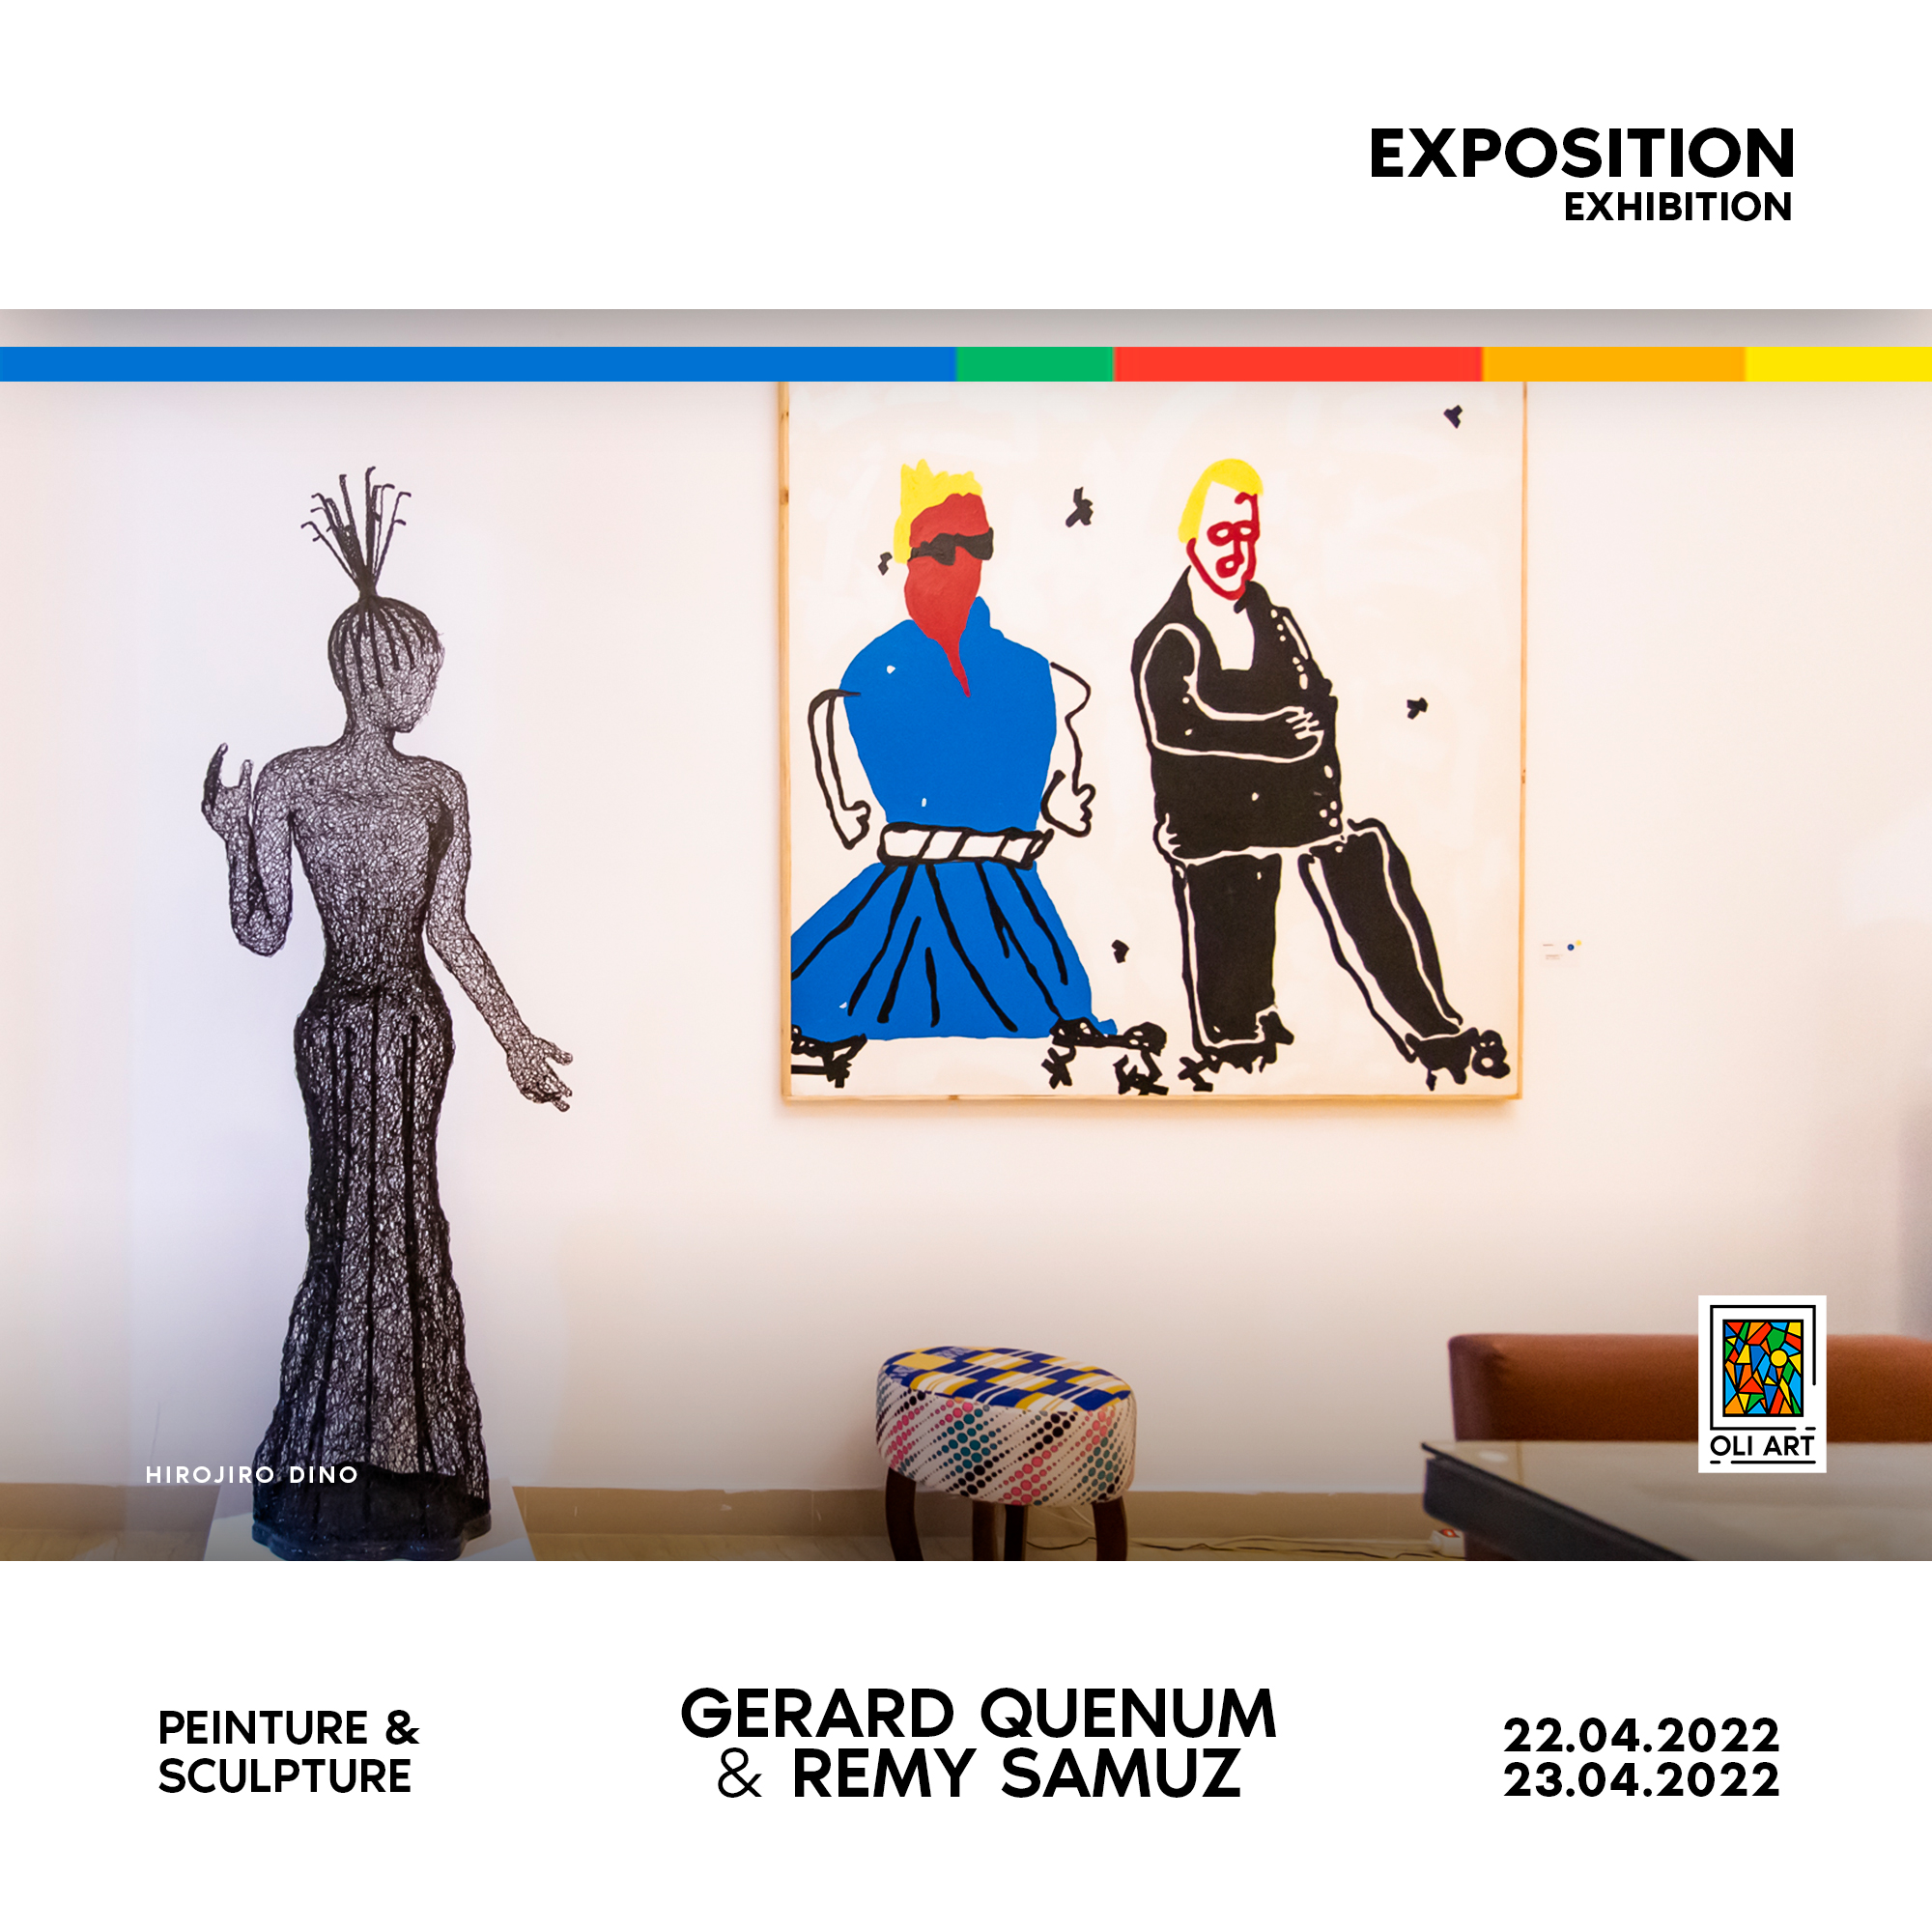 EXPOSITION
EXHIBITION
OLI ART
HIROJIRO DINO
PEINTURE &
SCULPTURE
GERARD QUENUM
& REMY SAMUZ
22.04.2022
23.04.2022